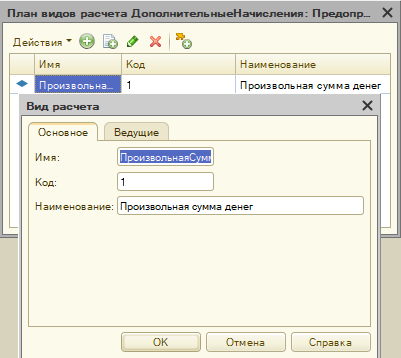 План видов расчета ДополнительныеНачисления: Предопр...
Действия
Имя Код Наименование
Произвольна... 1 Произвольная сумма денег
Вид расчета
Основное Ведущие
Имя: ПроизвольнаяСумм
Код: 1
Наименование: Произвольная сумма денег
OK Отмена Справка